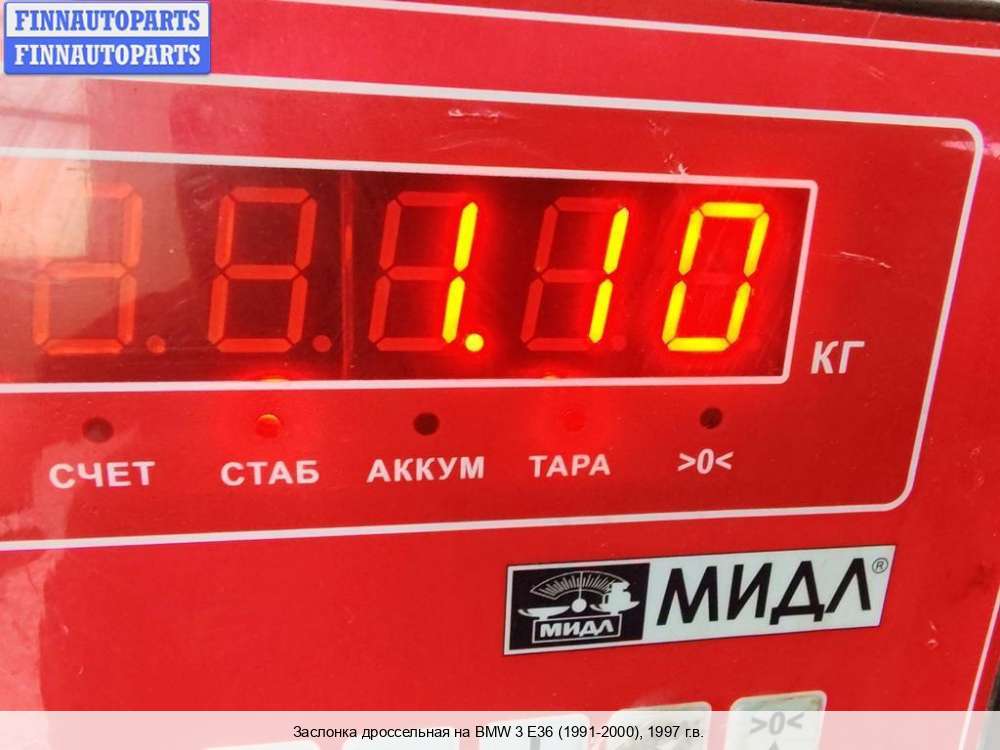 FINNAUTOPARTS
FINNAUTOPARTS
1.10
КГ
СЧЕТ СТАБ АККУМ ТАРА >0<
МИДЛ МИДЛ®
>0<
Заслонка дроссельная на BMW 3 E36 (1991-2000), 1997 г.в.